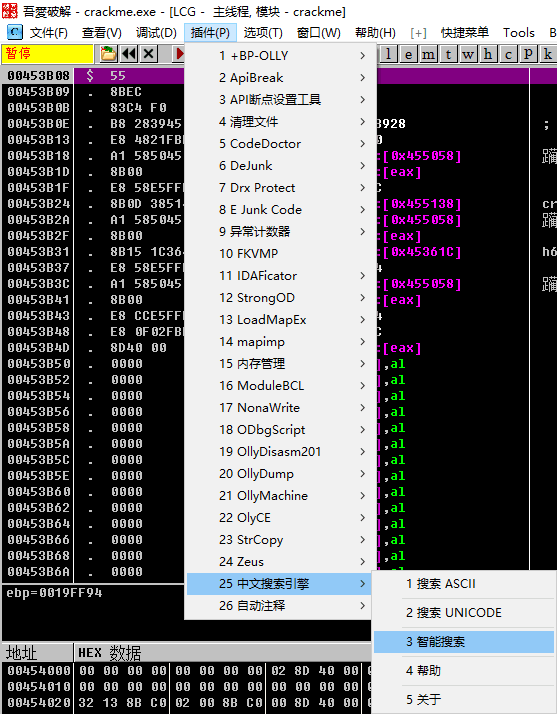 吾爱破解 - crackme.exe - [LCG - 主线程, 模块 - crackme]
C 文件(F) 查看(V) 调试(D) 插件(P) 选项(T) 窗口(W) 帮助(H) [+] 快捷菜单 Tools B
暂停 l e m t w h c p k
00453B08 $ 55
00453B09 . 8BEC
00453B0B . 83C4 F0
00453B0E . B8 283945 3928 ;
00453B13 . E8 4821FB 0
00453B18 . A1 585045 :[0x455058]
00453B1D . 8B00 :[eax]
00453B1F . E8 58E5FF C
00453B24 . 8B0D 3851 :[0x455138] cr
00453B2A . A1 585045 :[0x455058]
00453B2F . 8B00 :[eax]
00453B31 . 8B15 1C36 :[0x45361C] h6
00453B37 . E8 58E5FF 4
00453B3C . A1 585045 :[0x455058]
00453B41 . 8B00 :[eax]
00453B43 . E8 CCE5FF 4
00453B48 . E8 0F02FB C
00453B4D . 8D40 00 :[eax]
00453B50 . 0000 ],al
00453B52 . 0000 ],al
00453B54 . 0000 ],al
00453B56 . 0000 ],al
00453B58 . 0000 ],al
00453B5A . 0000 ],al
00453B5C . 0000 ],al
00453B5E . 0000 ],al
00453B60 . 0000 ],al
00453B62 . 0000 ],al
00453B64 . 0000 ],al
00453B66 . 0000 ],al
00453B68 . 0000 ],al
00453B6A . 0000 ],al
1 +BP-OLLY
2 ApiBreak
3 API断点设置工具
4 清理文件
5 CodeDoctor
6 DeJunk
7 Drx Protect
8 E Junk Code
9 异常计数器
10 FKVMP
11 IDAFicator
12 StrongOD
13 LoadMapEx
14 mapimp
15 内存管理
16 ModuleBCL
17 NonaWrite
18 ODbgScript
19 OllyDisasm201
20 OllyDump
21 OllyMachine
22 OlyCE
23 StrCopy
24 Zeus
25 中文搜索引擎
26 自动注释
1 搜索 ASCII
2 搜索 UNICODE
3 智能搜索
4 帮助
5 关于
ebp=0019FF94
地址 HEX 数据
00454000 00 00 00 00 00 00 00 00 02 8D 40 00
00454010 00 00 00 00 00 00 00 00 00 00 00 00
00454020 32 13 8B C0 02 00 8B C0 00 8D 40 00